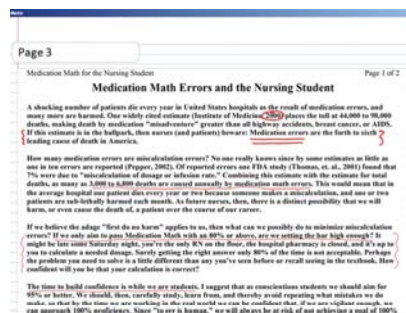 Page 3
Medication Math for the Nursing Student Page 1 of 2
Medication Math Errors and the Nursing Student
A shocking number of patients die every year in United States hospitals as the result of medication errors, and
many more are harmed. One widely cited estimate (Institute of Medicine, 2000) places the toll at 44,000 to 98,000
deaths, making death by medication "misadventure" greater than all highway accidents, breast cancer, or AIDS.
If this estimate is in the ballpark, then nurses (and patients) beware: Medication errors are the forth to sixth
leading cause of death in America.
How many medication errors are miscalculation errors? No one really knows since by some estimates as little as
one in ten errors are reported (Pepper, 2002). Of reported errors one FDA study (Thomas, et. al., 2001) found that
7% were due to "miscalculation of dosage or infusion rate." Combining this estimate with the estimate for total
deaths, as many as 3,000 to 6,800 deaths are caused annually by medication math errors. This would mean that in
the average hospital one patient dies every year or two because someone makes a miscalculation, and one or two
patients are sub-lethally harmed each month. As future nurses, then, there is a distinct possibility that we will
harm, or even cause the death of, a patient over the course of our career.
If we believe the adage "first do no harm" applies to us, then what can we possibly do to minimize miscalculation
errors? If we only aim to pass Medication Math with an 80% or above, are we setting the bar high enough? It
might be late some Saturday night, you're the only RN on the floor, the hospital pharmacy is closed, and it's up to
you to calculate a needed dosage. Surely getting the right answer only 80% of the time is not acceptable. Perhaps
the problem you need to solve is a little different than any you've seen before or recall seeing in the textbook. How
confident will you be that your calculation is correct?
The time to build confidence is while we are students. I suggest that as conscientious students we should aim for
95% or better. We should, then, carefully study, learn from, and thereby avoid repeating what mistakes we do
make, so that by the time we are working in the real world we can be confident that, if we are vigilant enough, we
can approach 100% proficiency. Since "to err is human," we will always be at risk of not achieving a goal of 100%